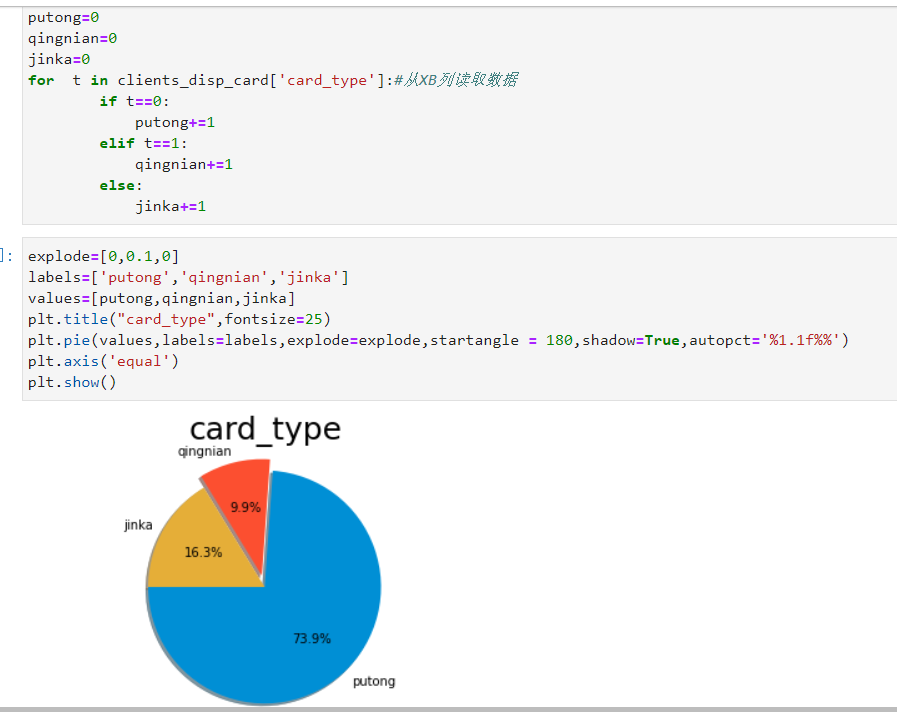 putong=0
qingnian=0
jinka=0
for  t in clients_disp_card['card_type']:#从XB列读取数据
        if t==0:
            putong+=1
        elif t==1:
            qingnian+=1
        else:
            jinka+=1
]:
explode=[0,0.1,0]
labels=['putong','qingnian','jinka']
values=[putong,qingnian,jinka]
plt.title("card_type",fontsize=25)
plt.pie(values,labels=labels,explode=explode,startangle = 180,shadow=True,autopct='%1.1f%%')
plt.axis('equal')
plt.show()
card_type
qingnian
9.9%
jinka
16.3%
73.9%
putong